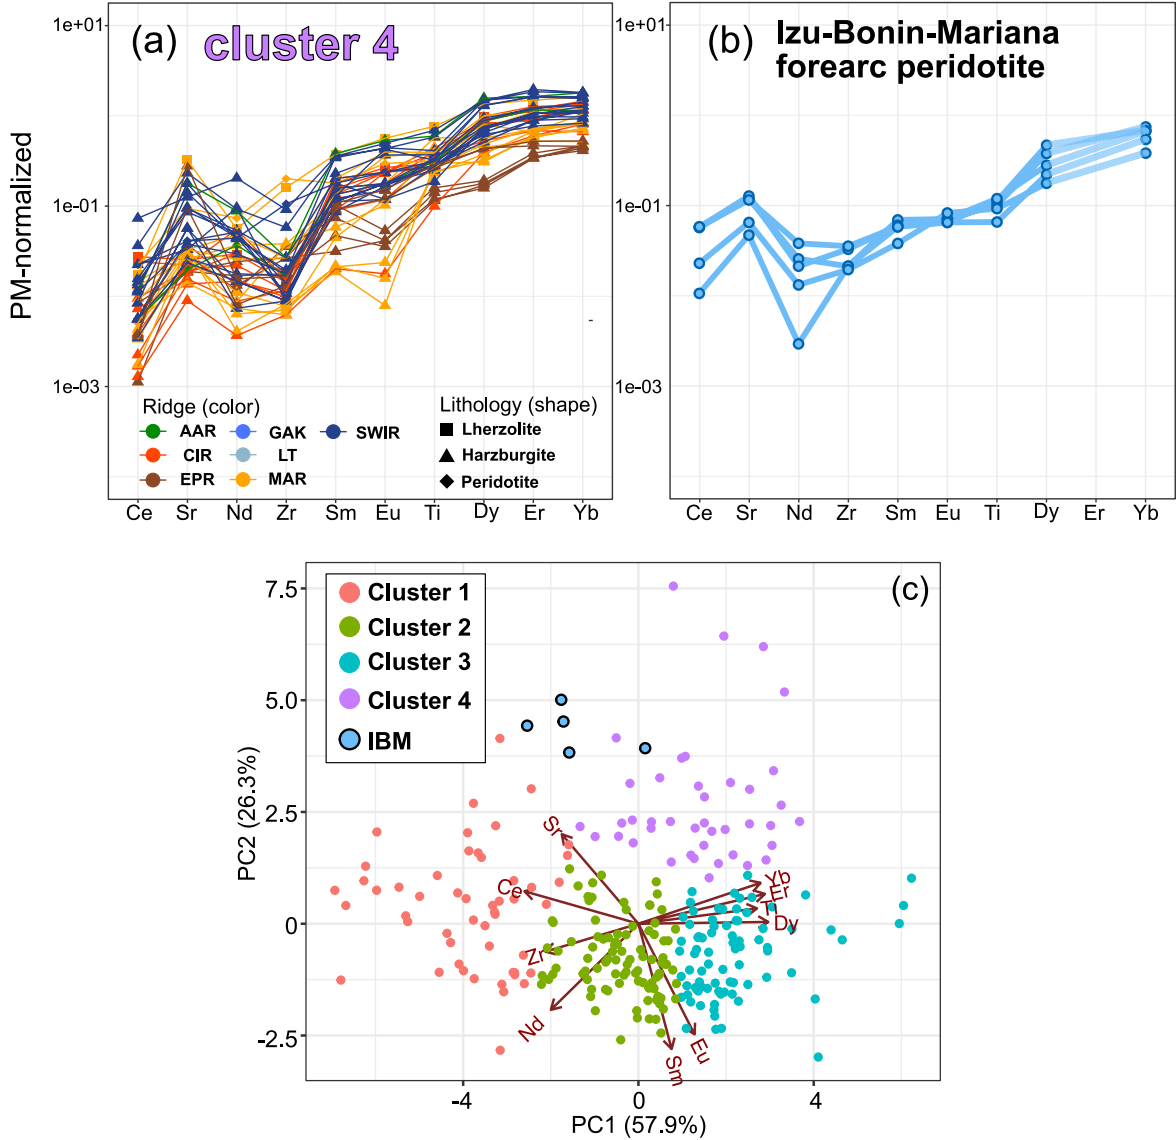 (a) cluster 4
(b) Izu-Bonin-Mariana
forearc peridotite
PM-normalized
1e+01
1e-01
1e-03
Ridge (color)
AAR GAK SWIR
CIR LT
EPR MAR
Lithology (shape)
Lherzolite
Harzburgite
Peridotite
Ce Sr Nd Zr Sm Eu Ti Dy Er Yb
1e+01
1e-01
1e-03
Ce Sr Nd Zr Sm Eu Ti Dy Er Yb
(c)
Cluster 1
Cluster 2
Cluster 3
Cluster 4
IBM
PC2 (26.3%)
7.5
5.0
2.5
0
-2.5
Sr
Ce
Zr
Nd
Yb
Er
Ti
Dy
Eu
Sm
-4 0 4
PC1 (57.9%)